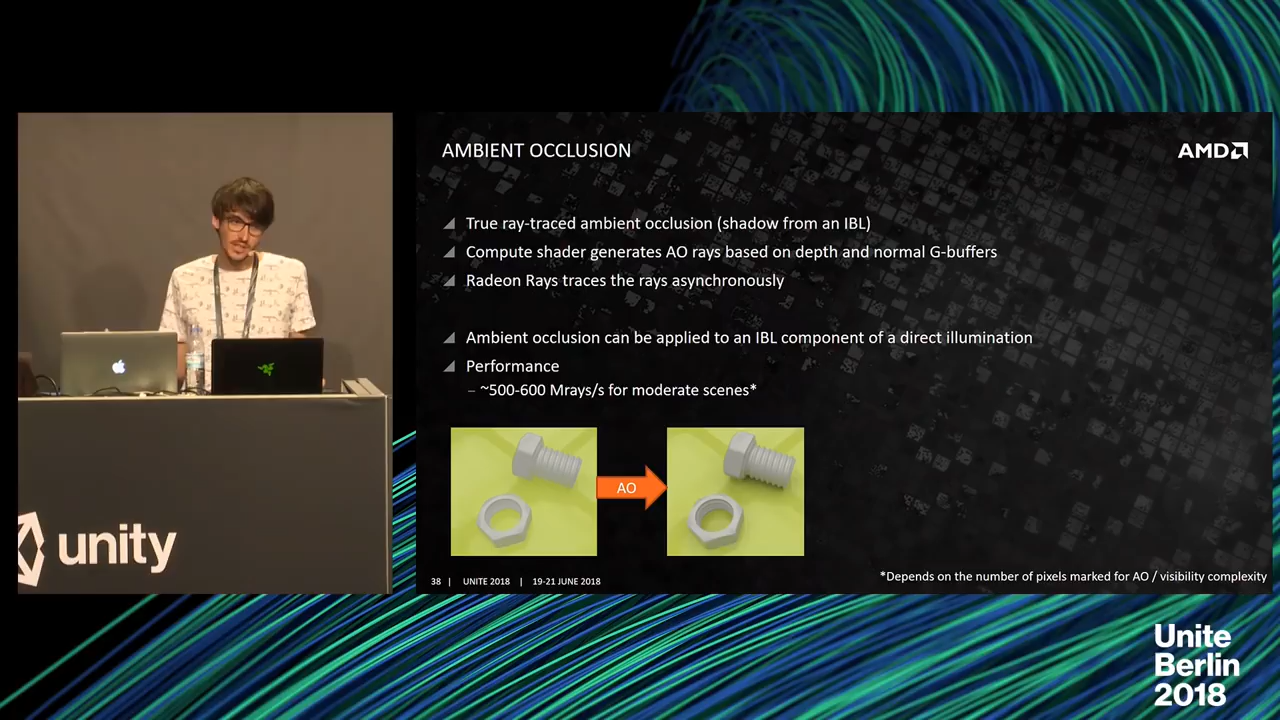 AMBIENT OCCLUSION
AMD
True ray-traced ambient occlusion (shadow from an IBL)
Compute shader generates AO rays based on depth and normal G-buffers
Radeon Rays traces the rays asynchronously
Ambient occlusion can be applied to an IBL component of a direct illumination
Performance
– ~500-600 Mrays/s for moderate scenes*
AO
38 | UNITE 2018 | 19-21 JUNE 2018
*Depends on the number of pixels marked for AO / visibility complexity
unity
Unite
Berlin
2018